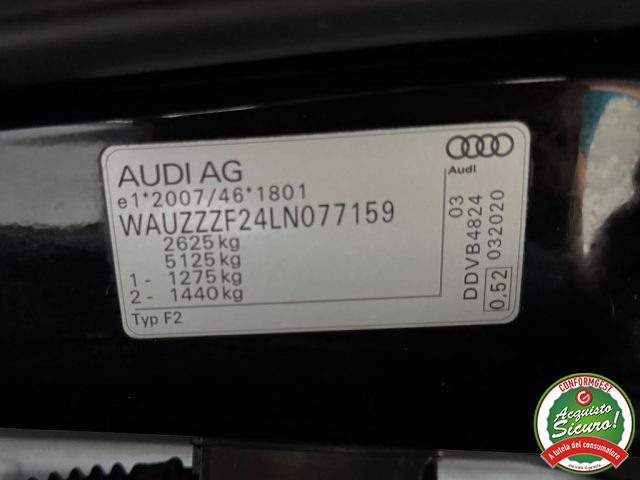 AUDI AG
e1*2007/46*1801
WAUZZZF24LN077159
2625 kg
5125 kg
1 - 1275 kg
2 - 1440 kg
Typ F2
Audi
03
DDVB4824
032020
0,52
CONFORMGEST
Acquisto
Sicuro!
A tutela del consumatore